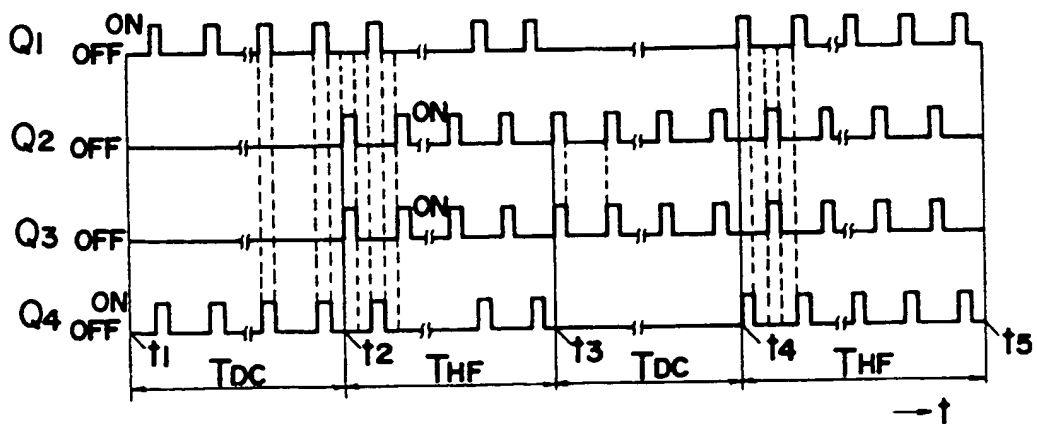 ON
Q1 OFF
Q2 OFF ON
Q3 OFF ON
ON
Q4 OFF
t1 t2 t3 t4 t5
TDC THF TDC THF
t